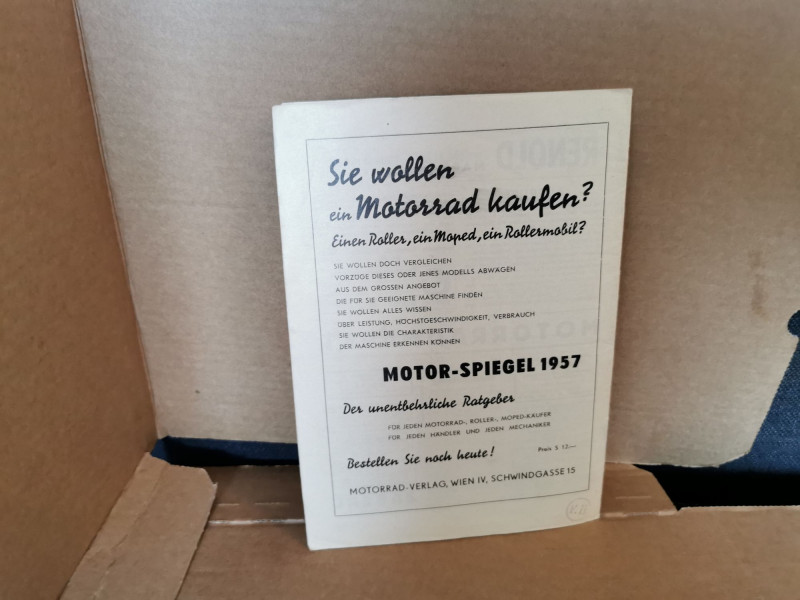 Sie wollen
ein Motorrad kaufen?
Einen Roller, ein Moped, ein Rollermobil?
SIE WOLLEN DOCH VERGLEICHEN
VORZÜGE DIESES ODER JENES MODELLS ABWÄGEN
AUS DEM GROSSEN ANGEBOT
DIE FÜR SIE GEEIGNETE MASCHINE FINDEN
SIE WOLLEN ALLES WISSEN
ÜBER LEISTUNG, HÖCHSTGESCHWINDIGKEIT, VERBRAUCH
SIE WOLLEN DIE CHARAKTERISTIK
DER MASCHINE ERKENNEN KÖNNEN
MOTOR-SPIEGEL 1957
Der unentbehrliche Ratgeber
FÜR JEDEN MOTORRAD-, ROLLER-, MOPED-KÄUFER
FÜR JEDEN HÄNDLER UND JEDEN MECHANIKER
Bestellen Sie noch heute!
Preis S 12.—
MOTORRAD-VERLAG, WIEN IV, SCHWINDGASSE 15